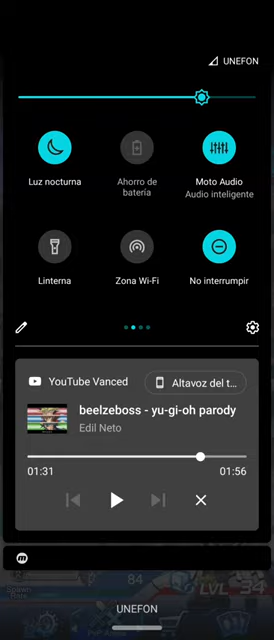 UNEFON
Luz nocturna
Ahorro de
batería
Moto Audio
Audio inteligente
Linterna
Zona Wi-Fi
No interrumpir
YouTube Vanced
Altavoz del t...
beelzeboss - yu-gi-oh parody
Edil Neto
01:31
01:56
84
LVL 34
UNEFON